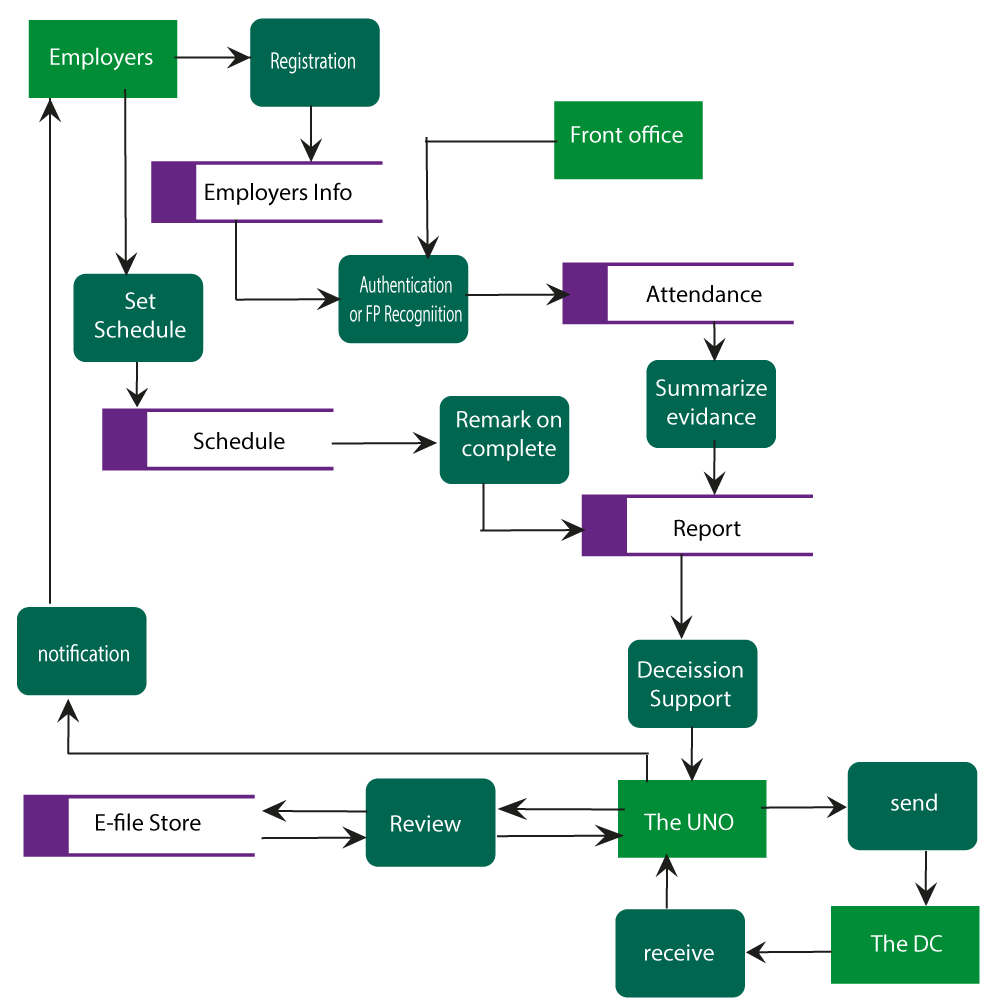 Employers
Registration
Front office
Employers Info
Authentication
or FP Recogniition
Attendance
Set
Schedule
Summarize
evidance
Remark on
complete
Schedule
Report
notification
Deceission
Support
send
The UNO
E-file Store
Review
The DC
receive